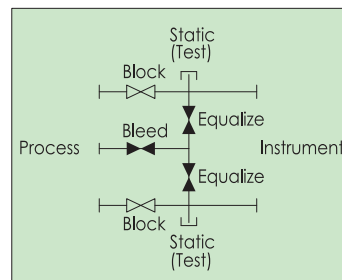 Static
(Test)
Block
Equalize
Bleed
Process
Instrument
Equalize
Block
Static
(Test)